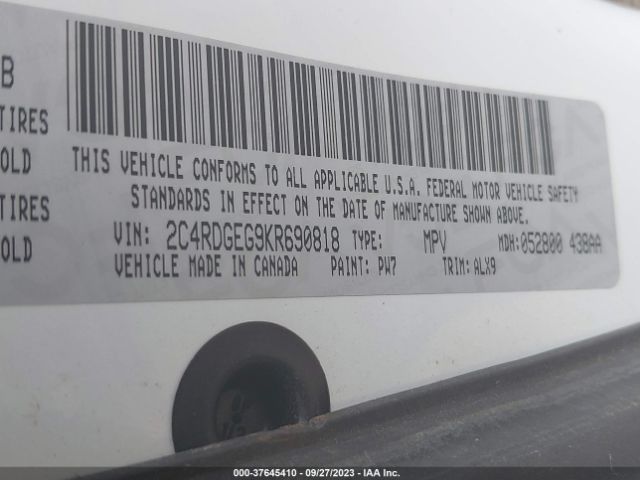 B
TIRES
OLD
THIS VEHICLE CONFORMS TO ALL APPLICABLE U.S.A. FEDERAL MOTOR VEHICLE SAFETY
STANDARDS IN EFFECT ON THE DATE OF MANUFACTURE SHOWN ABOVE.
TIRES
OLD
VIN: 2C4RDGEG9KR690818 TYPE: MPV MDH:052800 438AA
VEHICLE MADE IN CANADA PAINT: PW7 TRIM:ALX9
000-37645410 • 09/27/2023 • IAA Inc.